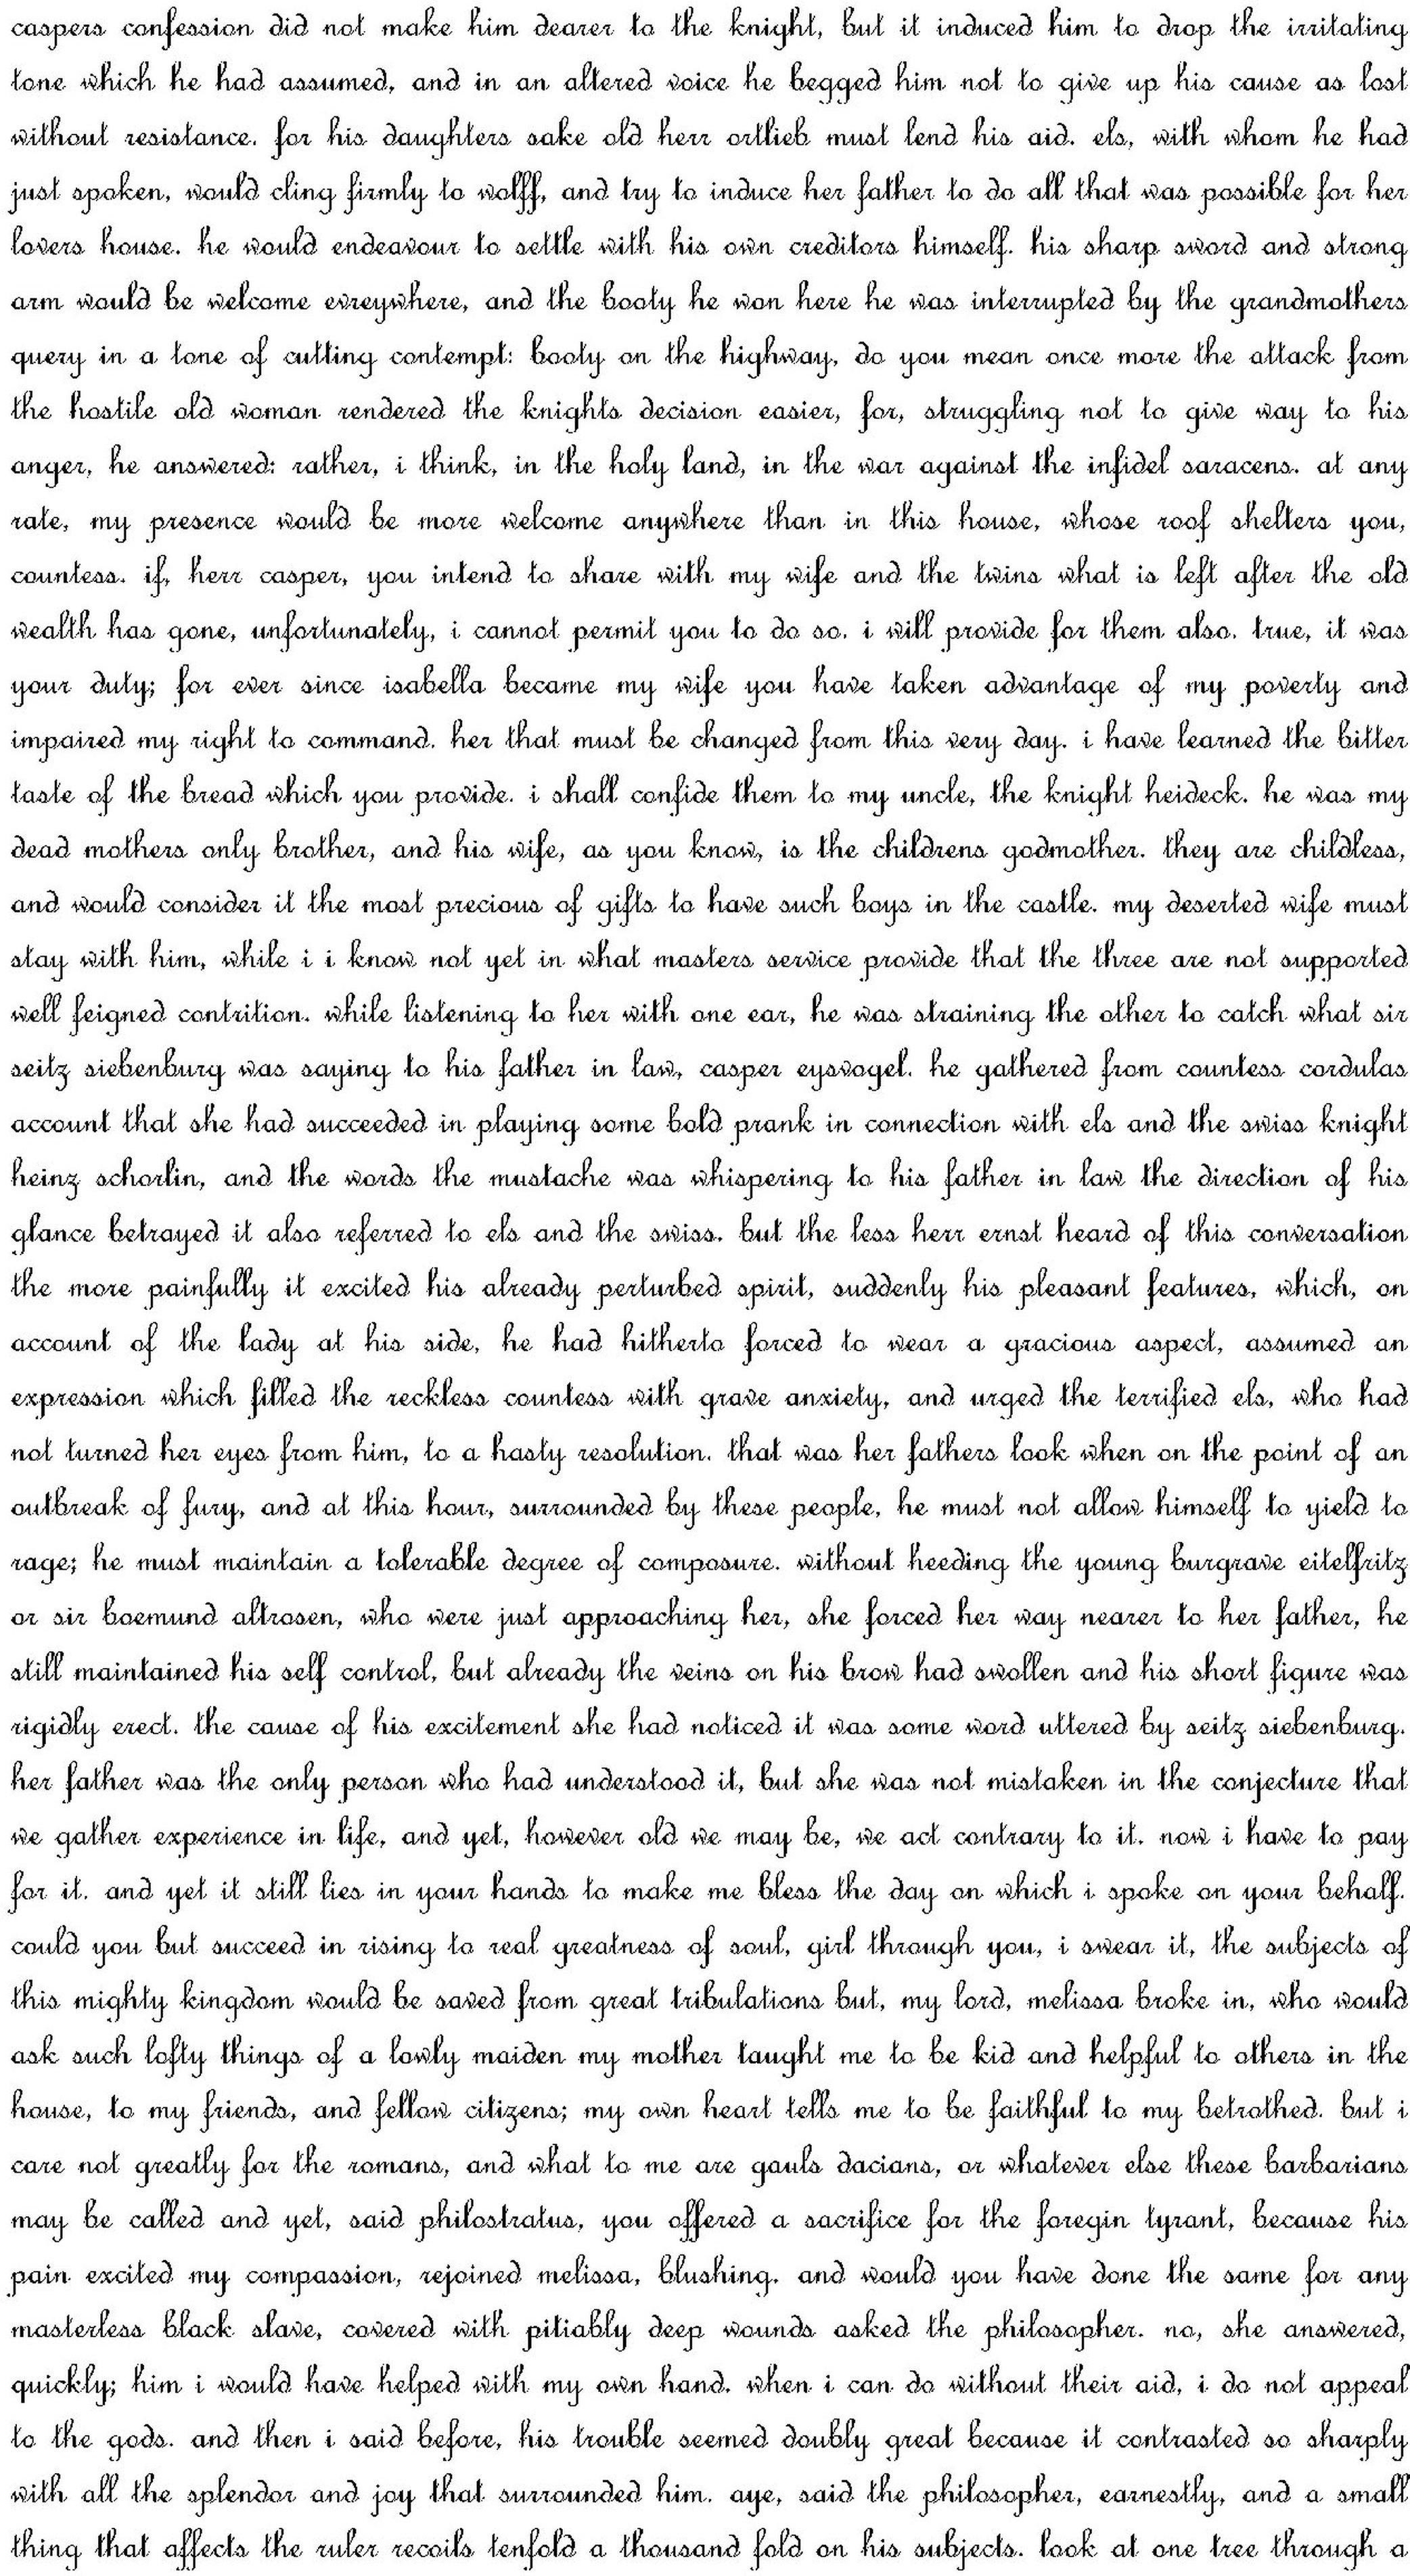 caspers confession did not make him dearer to the knight, but it induced him to drop the irritating
tone which he had assumed, and in an altered voice he begged him not to give up his cause as lost
without resistance. for his daughters sake old herr ortlieb must lend his aid. els, with whom he had
just spoken, would cling firmly to wolff, and try to induce her father to do all that was possible for her
lovers house. he would endeavour to settle with his own creditors himself. his sharp sword and strong
arm would be welcome evreywhere, and the booty he won here he was interrupted by the grandmothers
query in a tone of cutting contempt: booty on the highway, do you mean once more the attack from
the hostile old woman rendered the knights decision easier, for, struggling not to give way to his
anger, he answered: rather, i think, in the holy land, in the war against the infidel saracens. at any
rate, my presence would be more welcome anywhere than in this house, whose roof shelters you,
countess. if, herr casper, you intend to share with my wife and the twins what is left after the old
wealth has gone, unfortunately, i cannot permit you to do so. i will provide for them also. true, it was
your duty; for ever since isabella became my wife you have taken advantage of my poverty and
impaired my right to command. her that must be changed from this very day. i have learned the bitter
taste of the bread which you provide. i shall confide them to my uncle, the knight heideck. he was my
dead mothers only brother, and his wife, as you know, is the childrens godmother. they are childless,
and would consider it the most precious of gifts to have such boys in the castle. my deserted wife must
stay with him, while i i know not yet in what masters service provide that the three are not supported
well feigned contrition. while listening to her with one ear, he was straining the other to catch what sir
seitz siebenburg was saying to his father in law, casper eysvogel. he gathered from countess cordulas
account that she had succeeded in playing some bold prank in connection with els and the swiss knight
heinz schorlin, and the words the mustache was whispering to his father in law the direction of his
glance betrayed it also referred to els and the swiss. but the less herr ernst heard of this conversation
the more painfully it excited his already perturbed spirit, suddenly his pleasant features, which, on
account of the lady at his side, he had hitherto forced to wear a gracious aspect, assumed an
expression which filled the reckless countess with grave anxiety, and urged the terrified els, who had
not turned her eyes from him, to a hasty resolution. that was her fathers look when on the point of an
outbreak of fury, and at this hour, surrounded by these people, he must not allow himself to yield to
rage; he must maintain a tolerable degree of composure. without heeding the young burgrave eitelfritz
or sir boemund altrosen, who were just approaching her, she forced her way nearer to her father, he
still maintained his self control, but already the veins on his brow had swollen and his short figure was
rigidly erect. the cause of his excitement she had noticed it was some word uttered by seitz siebenburg.
her father was the only person who had understood it, but she was not mistaken in the conjecture that
we gather experience in life, and yet, however old we may be, we act contrary to it. now i have to pay
for it. and yet it still lies in your hands to make me bless the day on which i spoke on your behalf.
could you but succeed in rising to real greatness of soul, girl through you, i swear it, the subjects of
this mighty kingdom would be saved from great tribulations but, my lord, melissa broke in, who would
ask such lofty things of a lowly maiden my mother taught me to be kid and helpful to others in the
house, to my friends, and fellow citizens; my own heart tells me to be faithful to my betrothed. but i
care not greatly for the romans, and what to me are gauls dacians, or whatever else these barbarians
may be called and yet, said philostratus, you offered a sacrifice for the foregin tyrant, because his
pain excited my compassion, rejoined melissa, blushing. and would you have done the same for any
masterless black slave, covered with pitiably deep wounds asked the philosopher. no, she answered,
quickly; him i would have helped with my own hand. when i can do without their aid, i do not appeal
to the gods. and then i said before, his trouble seemed doubly great because it contrasted so sharply
with all the splendor and joy that surrounded him. aye, said the philosopher, earnestly, and a small
thing that affects the ruler recoils tenfold a thousand fold on his subjects. look at one tree through a